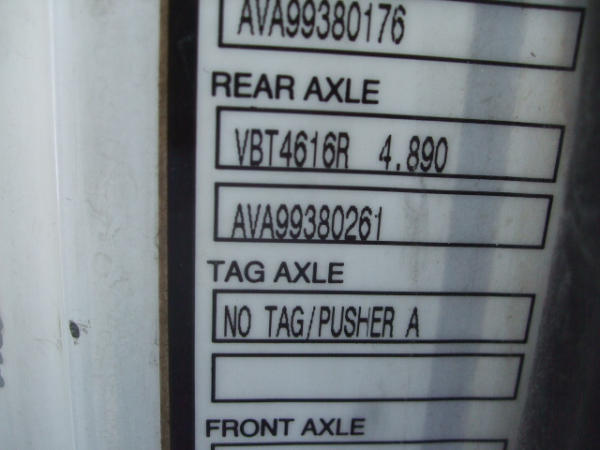 AVA99380176
REAR AXLE
VBT4616R 4.890
AVA99380261
TAG AXLE
NO TAG/PUSHER A
FRONT AXLE